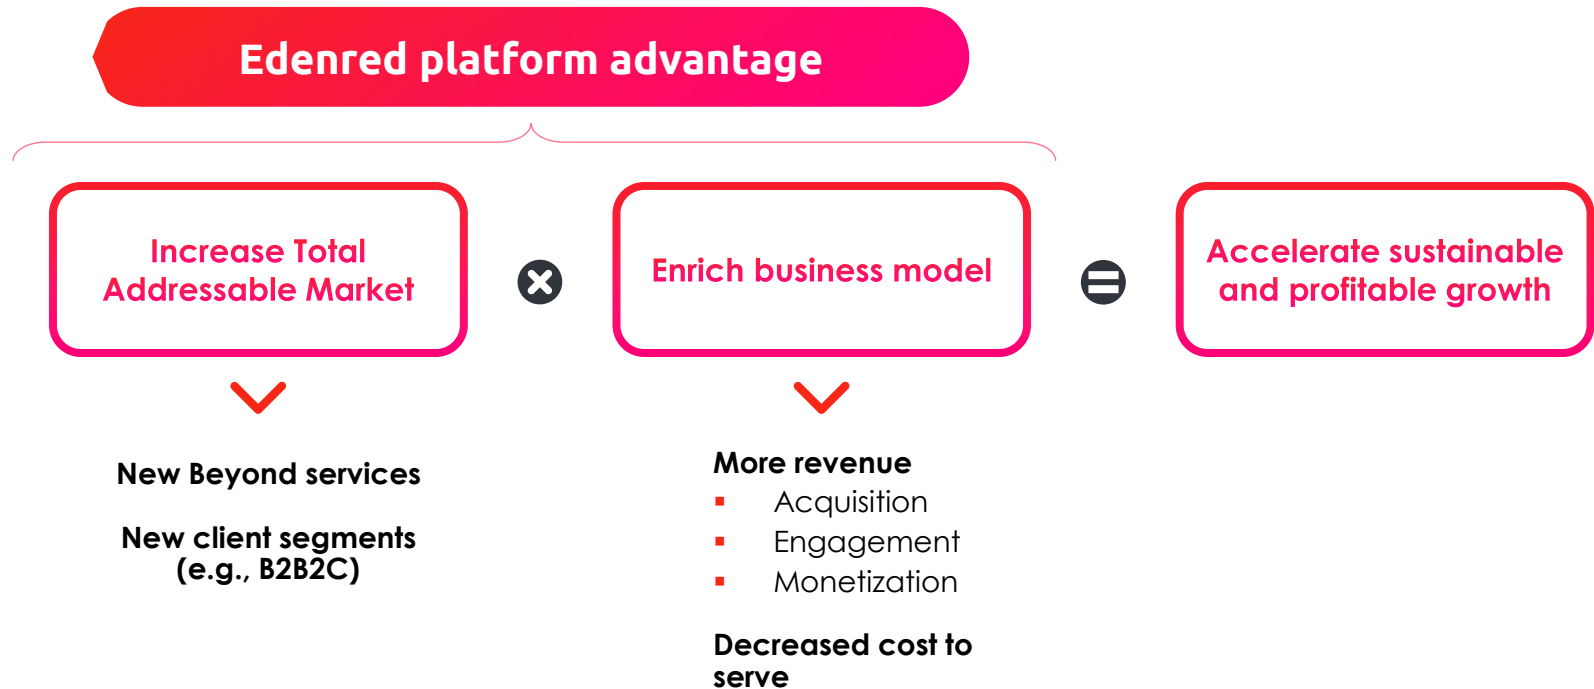 Edenred platform advantage
Increase Total
Addressable Market
Enrich business model
Accelerate sustainable
and profitable growth
New Beyond services
New client segments
(e.g., B2B2C)
More revenue
Acquisition
Engagement
Monetization
Decreased cost to
serve